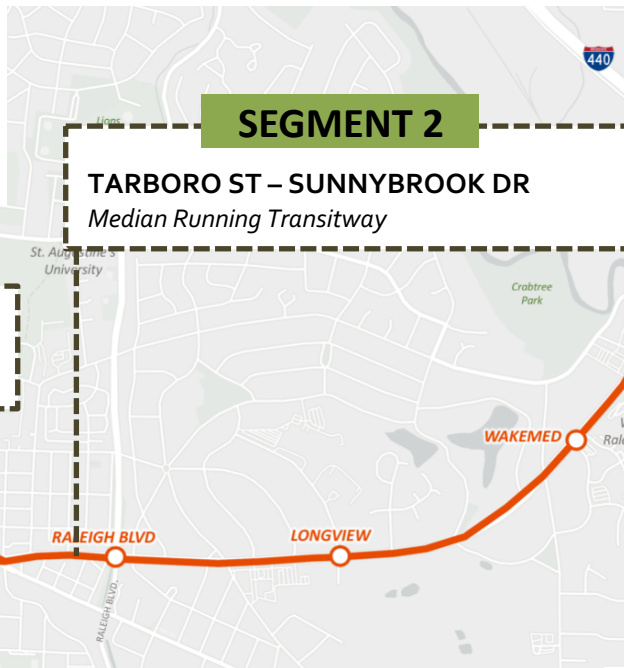 440
SEGMENT 2
Lions
TARBORO ST – SUNNYBROOK DR
Median Running Transitway
St. Augustine's
University
Crabtree
Park
WAKEMED
RALEIGH BLVD
LONGVIEW
RALEIGH BLVD.